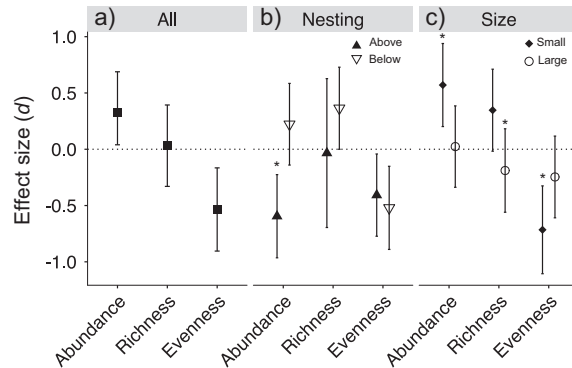 a) All
b) Nesting
c) Size
Effect size (d)
1.0
0.5
0.0
-0.5
-1.0
Above
Below
Small
Large
*
*
*
*
Abundance
Richness
Evenness
Abundance
Richness
Evenness
Abundance
Richness
Evenness